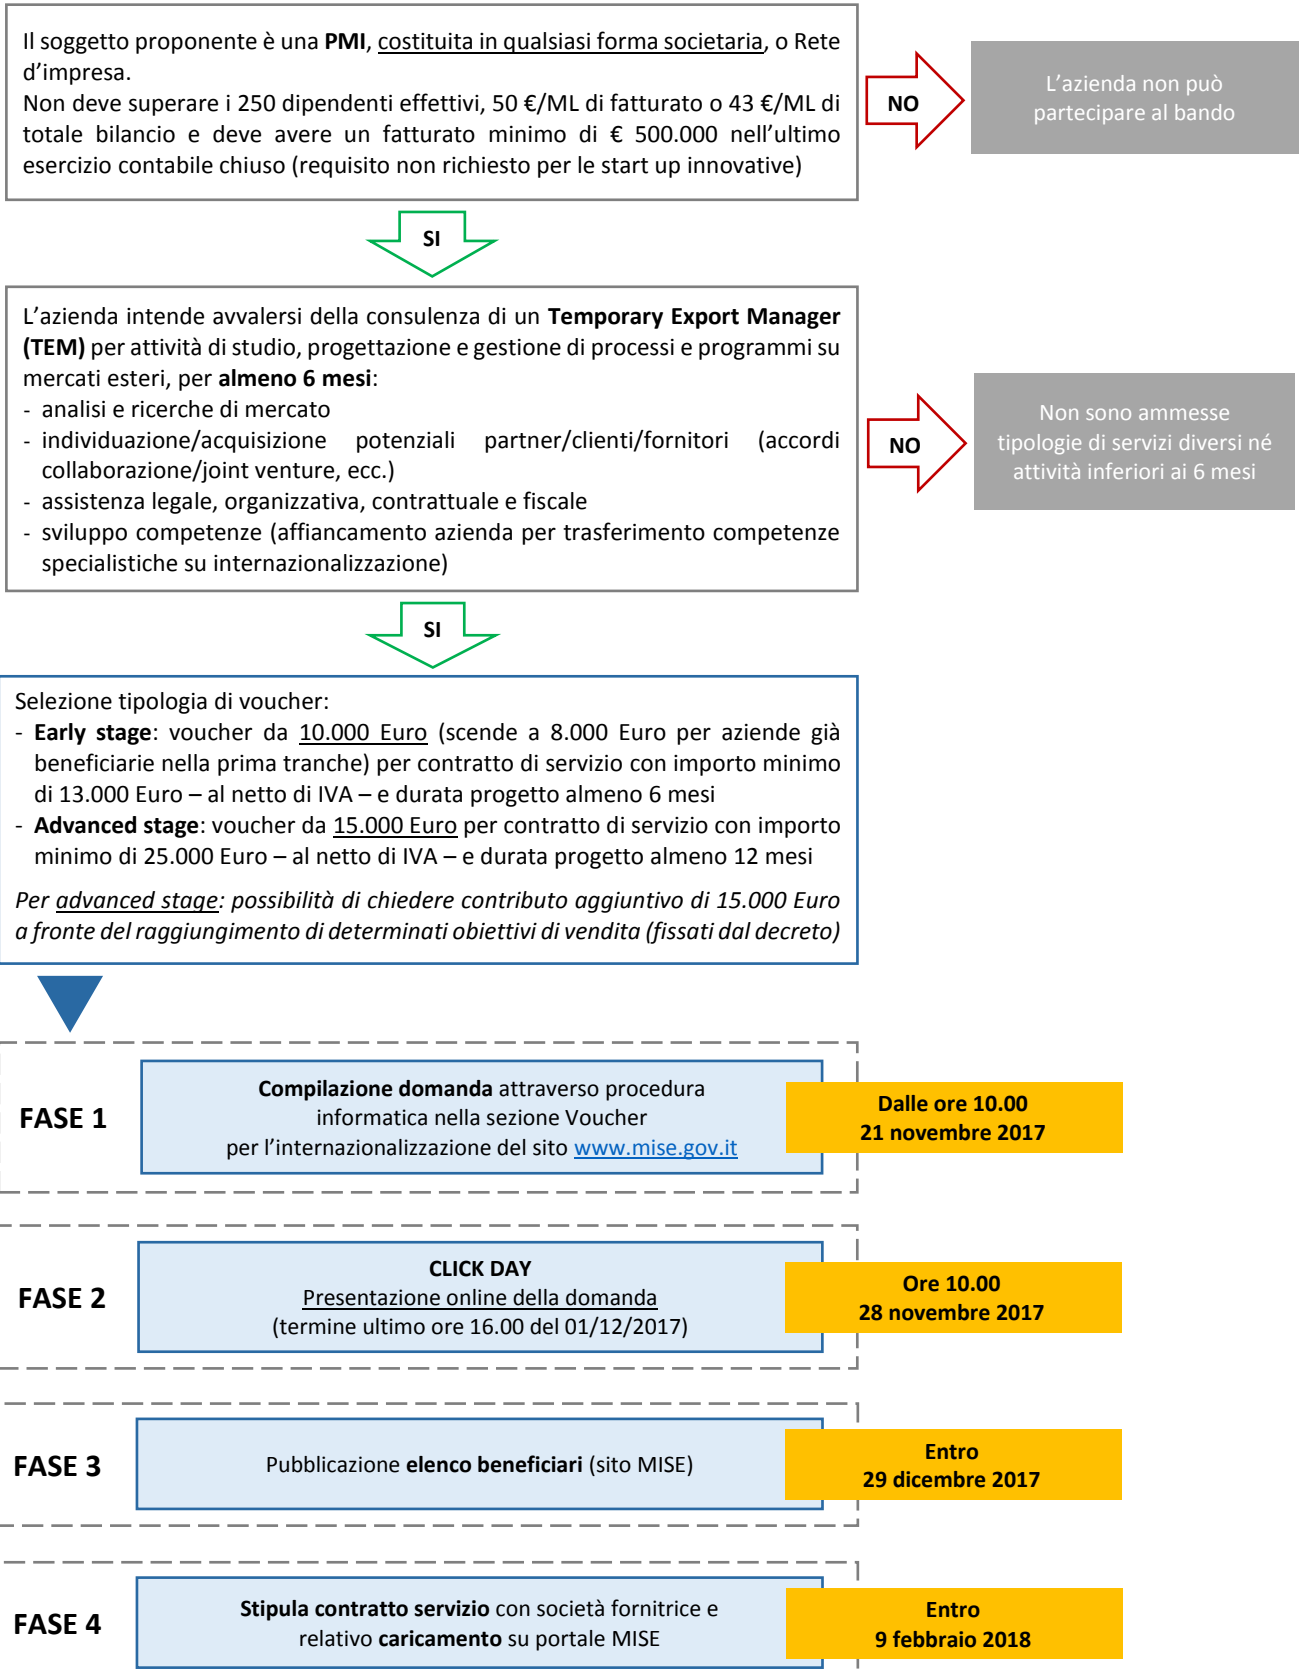 Il soggetto proponente è una PMI, costituita in qualsiasi forma societaria, o Rete
d’impresa.
Non deve superare i 250 dipendenti effettivi, 50 €/ML di fatturato o 43 €/ML di
totale bilancio e deve avere un fatturato minimo di € 500.000 nell’ultimo
esercizio contabile chiuso (requisito non richiesto per le start up innovative)
NO
L’azienda non può
partecipare al bando
SI
L’azienda intende avvalersi della consulenza di un Temporary Export Manager
(TEM) per attività di studio, progettazione e gestione di processi e programmi su
mercati esteri, per almeno 6 mesi:
- analisi e ricerche di mercato
- individuazione/acquisizione potenziali partner/clienti/fornitori (accordi
collaborazione/joint venture, ecc.)
- assistenza legale, organizzativa, contrattuale e fiscale
- sviluppo competenze (affiancamento azienda per trasferimento competenze
specialistiche su internazionalizzazione)
NO
Non sono ammesse
tipologie di servizi diversi né
attività inferiori ai 6 mesi
SI
Selezione tipologia di voucher:
- Early stage: voucher da 10.000 Euro (scende a 8.000 Euro per aziende già
beneficiarie nella prima tranche) per contratto di servizio con importo minimo
di 13.000 Euro – al netto di IVA – e durata progetto almeno 6 mesi
- Advanced stage: voucher da 15.000 Euro per contratto di servizio con importo
minimo di 25.000 Euro – al netto di IVA – e durata progetto almeno 12 mesi
Per advanced stage: possibilità di chiedere contributo aggiuntivo di 15.000 Euro
a fronte del raggiungimento di determinati obiettivi di vendita (fissati dal decreto)
FASE 1
Compilazione domanda attraverso procedura
informatica nella sezione Voucher
per l’internazionalizzazione del sito www.mise.gov.it
Dalle ore 10.00
21 novembre 2017
FASE 2
CLICK DAY
Presentazione online della domanda
(termine ultimo ore 16.00 del 01/12/2017)
Ore 10.00
28 novembre 2017
FASE 3
Pubblicazione elenco beneficiari (sito MISE)
Entro
29 dicembre 2017
FASE 4
Stipula contratto servizio con società fornitrice e
relativo caricamento su portale MISE
Entro
9 febbraio 2018